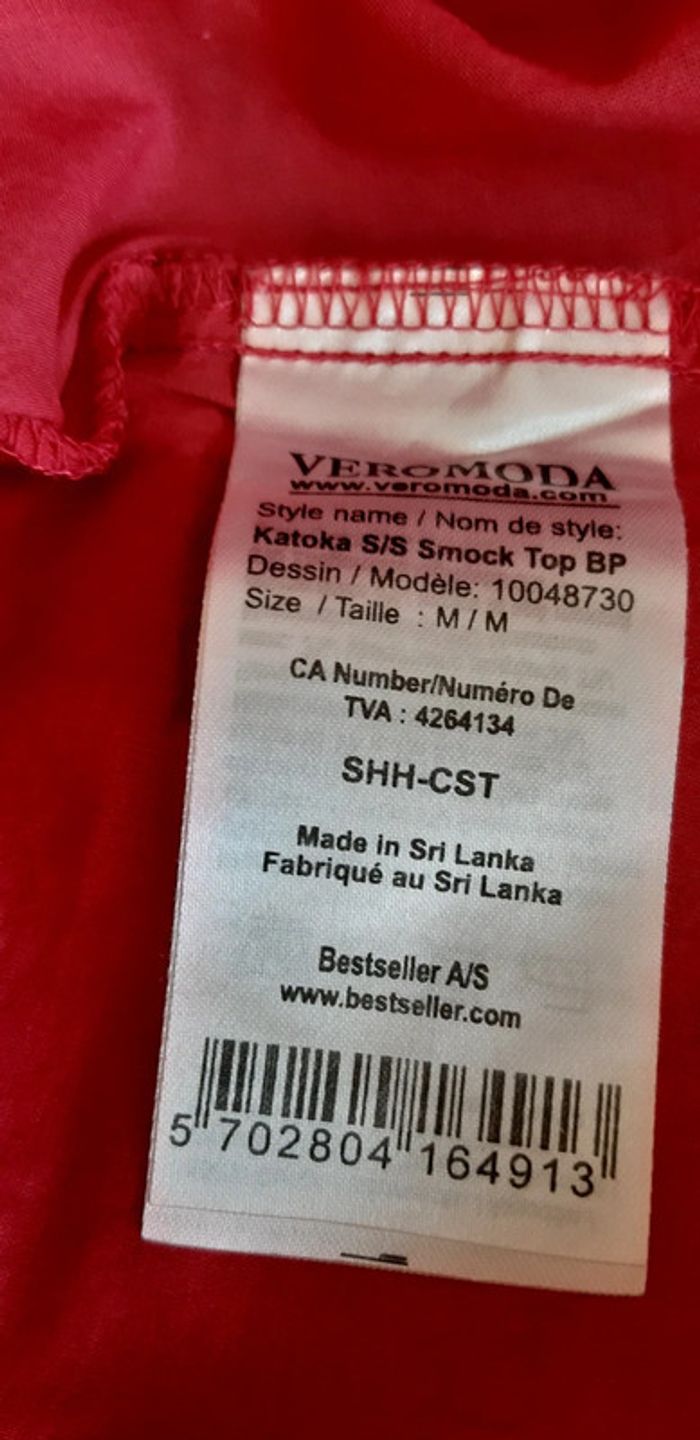 VERO MODA
www.veromoda.com
Style name / Nom de style:
Katoka S/S Smock Top BP
Dessin / Modèle: 10048730
Size / Taille : M / M
CA Number/Numéro De
TVA : 4264134
SHH-CST
Made in Sri Lanka
Fabriqué au Sri Lanka
Bestseller A/S
www.bestseller.com
5 702804 164913